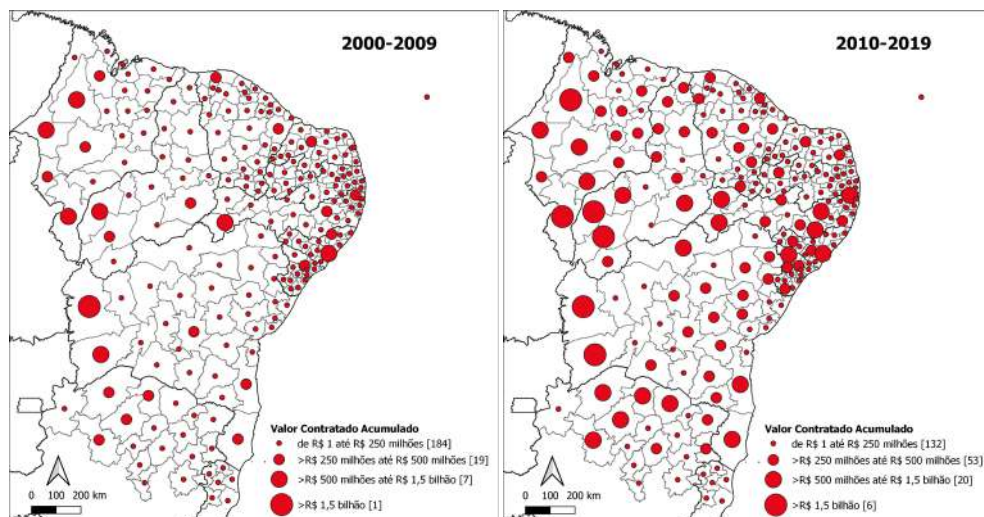 2000-2009
Valor Contratado Acumulado
de R$ 1 até R$ 250 milhões [184]
>R$ 250 milhões até R$ 500 milhões [19]
>R$ 500 milhões até R$ 1,5 bilhão [7]
>R$ 1,5 bilhão [1]
0 100 200 km
2010-2019
Valor Contratado Acumulado
de R$ 1 até R$ 250 milhões [132]
>R$ 250 milhões até R$ 500 milhões [53]
>R$ 500 milhões até R$ 1,5 bilhão [20]
>R$ 1,5 bilhão [6]
0 100 200 km